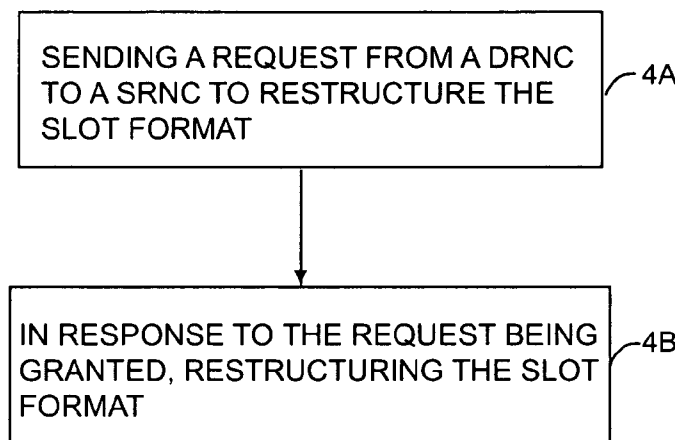 SENDING A REQUEST FROM A DRNC
TO A SRNC TO RESTRUCTURE THE
SLOT FORMAT
4A
IN RESPONSE TO THE REQUEST BEING
GRANTED, RESTRUCTURING THE SLOT
FORMAT
4B